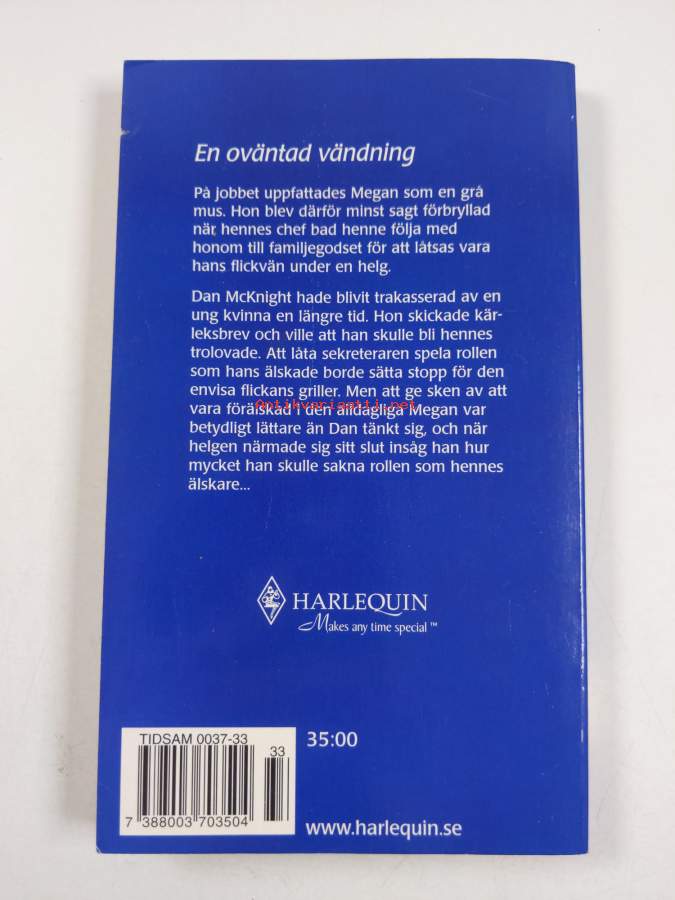 En oväntad vändning
På jobbet uppfattades Megan som en grå
mus. Hon blev därför minst sagt förbryllad
när hennes chef bad henne följa med
honom till familjegodset för att låtsas vara
hans flickvän under en helg.
Dan McKnight hade blivit trakasserad av en
ung kvinna en längre tid. Hon skickade kär-
leksbrev och ville att han skulle bli hennes
trolovade. Att låta sekreteraren spela rollen
som hans älskade borde sätta stopp för den
envisa flickans griller. Men att ge sken av att
Antikvariaatti.net
vara förälskad i den alldagliga Megan var
betydligt lättare än Dan tänkt sig, och när
helgen närmade sig sitt slut insåg han hur
mycket han skulle sakna rollen som hennes
älskare...
HARLEQUIN
Makes any time special™
TIDSAM 0037-33
33
35:00
7 388003 703504
www.harlequin.se